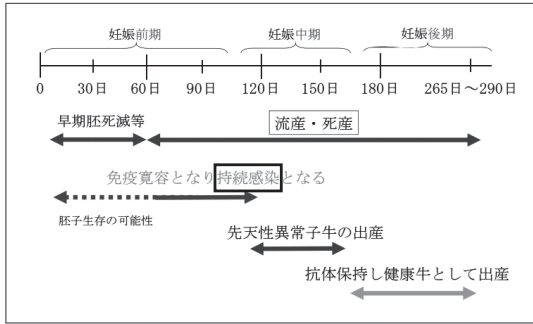 妊娠前期 妊娠中期 妊娠後期
0 30日 60日 90日 120日 150日 180日 265日～290日
早期胚死滅等 流産・死産
免疫寛容となり持続感染となる
胚子生存の可能性
先天性異常子牛の出産
抗体保持し健康牛として出産